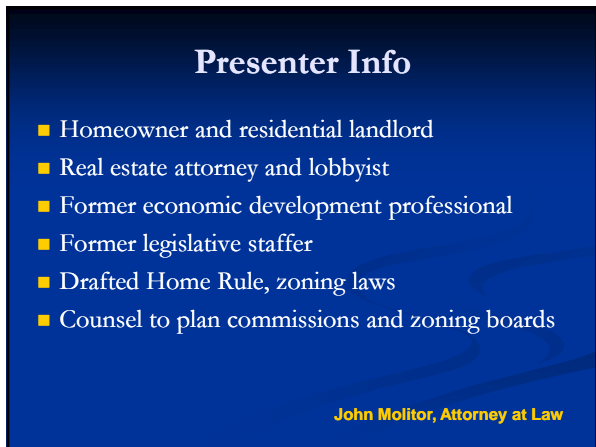 Presenter Info
Homeowner and residential landlord
Real estate attorney and lobbyist
Former economic development professional
Former legislative staffer
Drafted Home Rule, zoning laws
Counsel to plan commissions and zoning boards
John Molitor, Attorney at Law